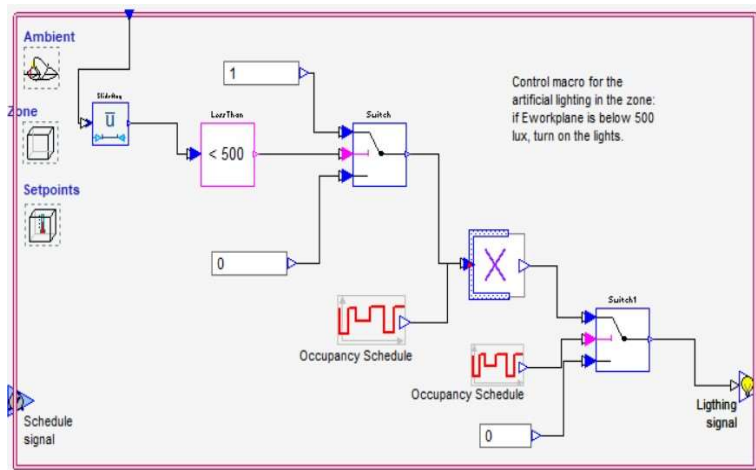 Ambient
Zone
Setpoints
ū
LessThan
< 500
1
0
Switch
Control macro for the
artificial lighting in the zone:
if Eworkplane is below 500
lux, turn on the lights.
X
Occupancy Schedule
Occupancy Schedule
0
Switch1
Ligthing
signal
Schedule
signal